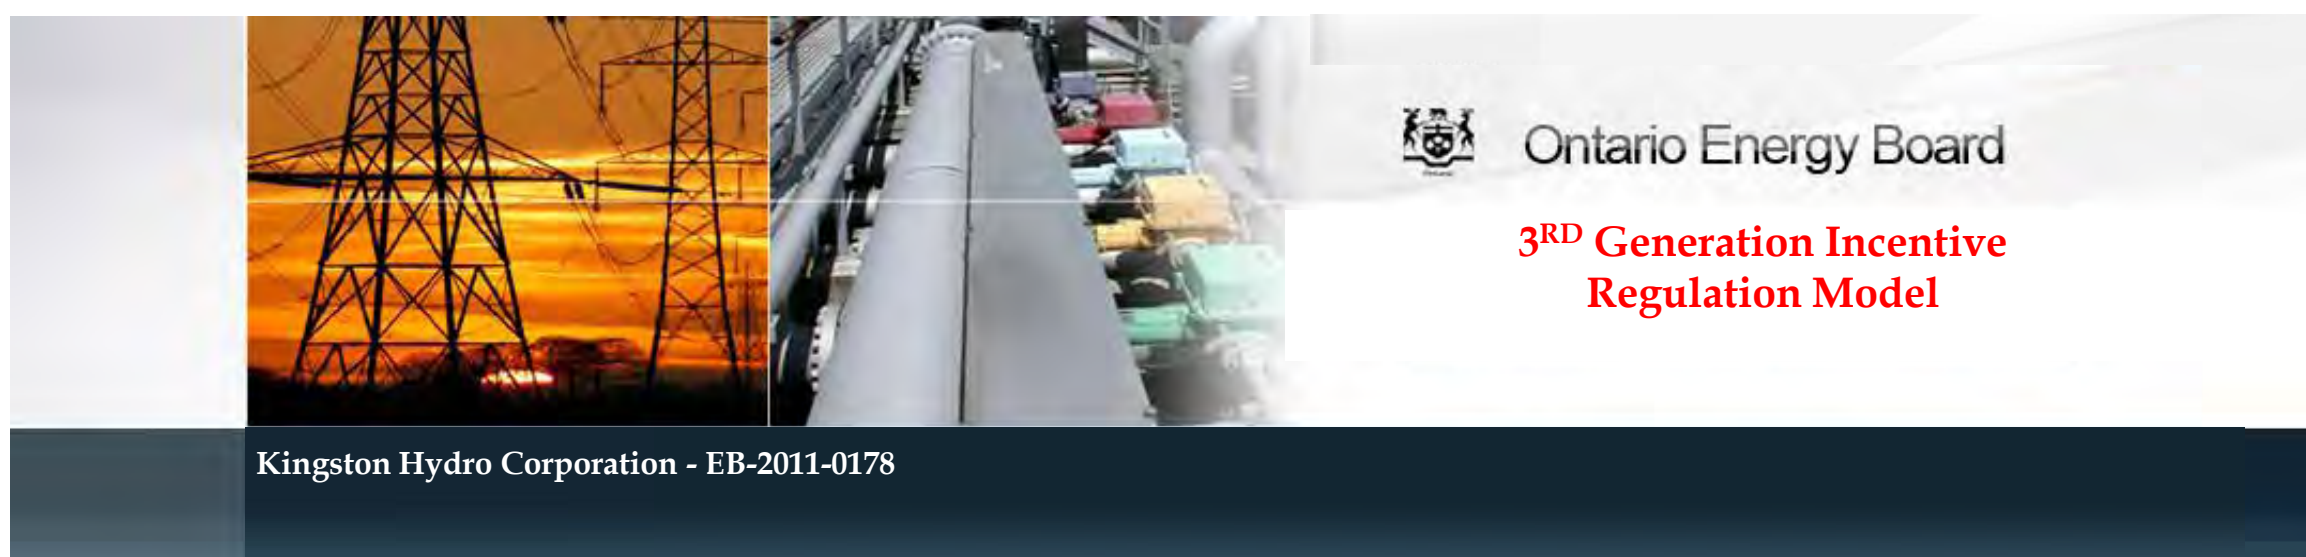 Ontario Energy Board
3RD Generation Incentive
Regulation Model
Kingston Hydro Corporation - EB-2011-0178